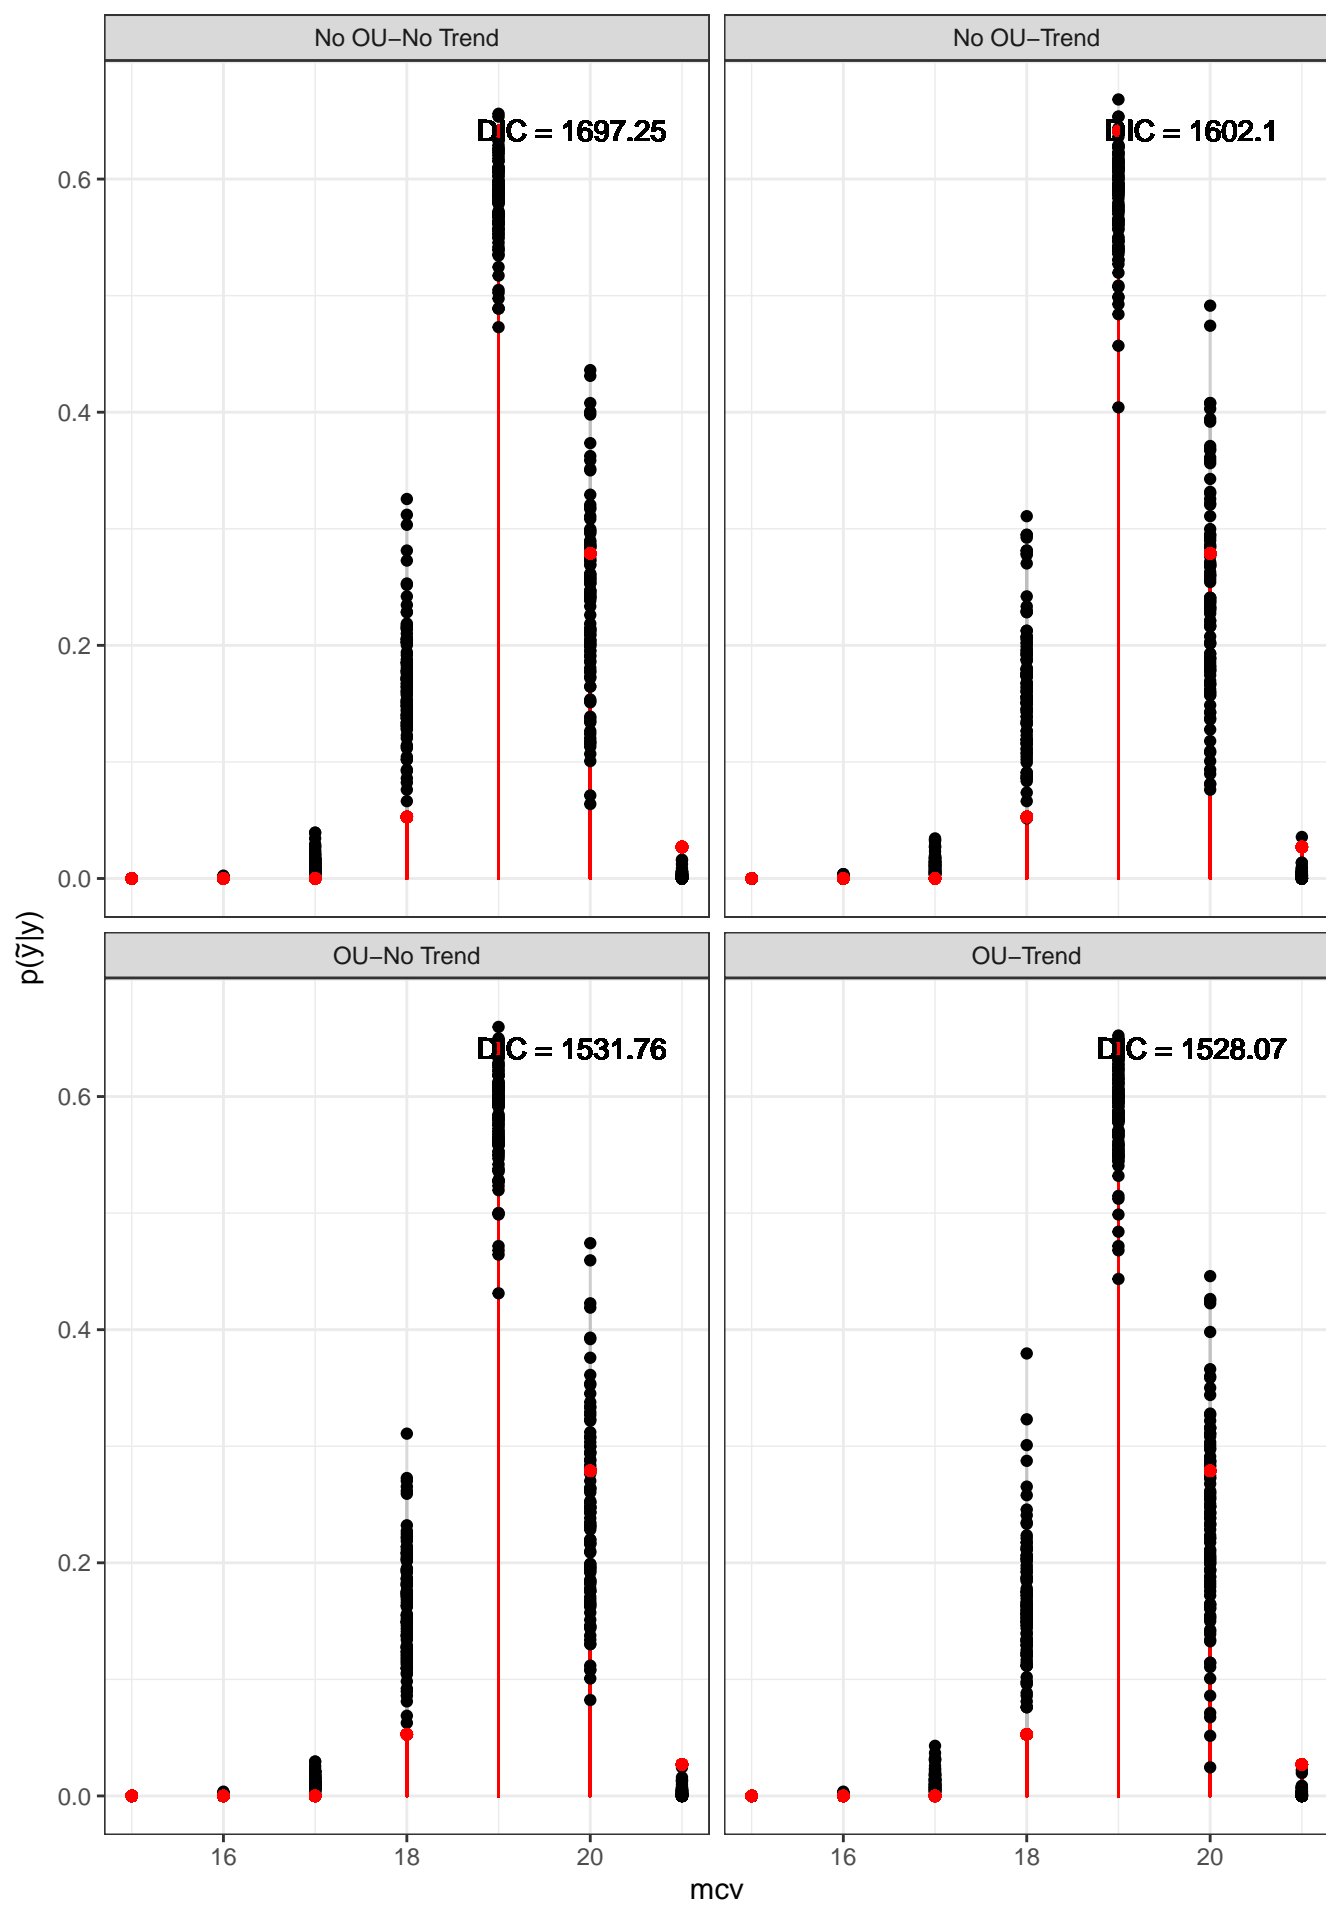 No OU–No Trend
No OU–Trend
DIC = 1697.25
DIC = 1602.1
0.6
0.4
0.2
0.0
p(ỹ|y)
OU–No Trend
OU–Trend
DIC = 1531.76
DIC = 1528.07
0.6
0.4
0.2
0.0
16 18 20
16 18 20
mcv